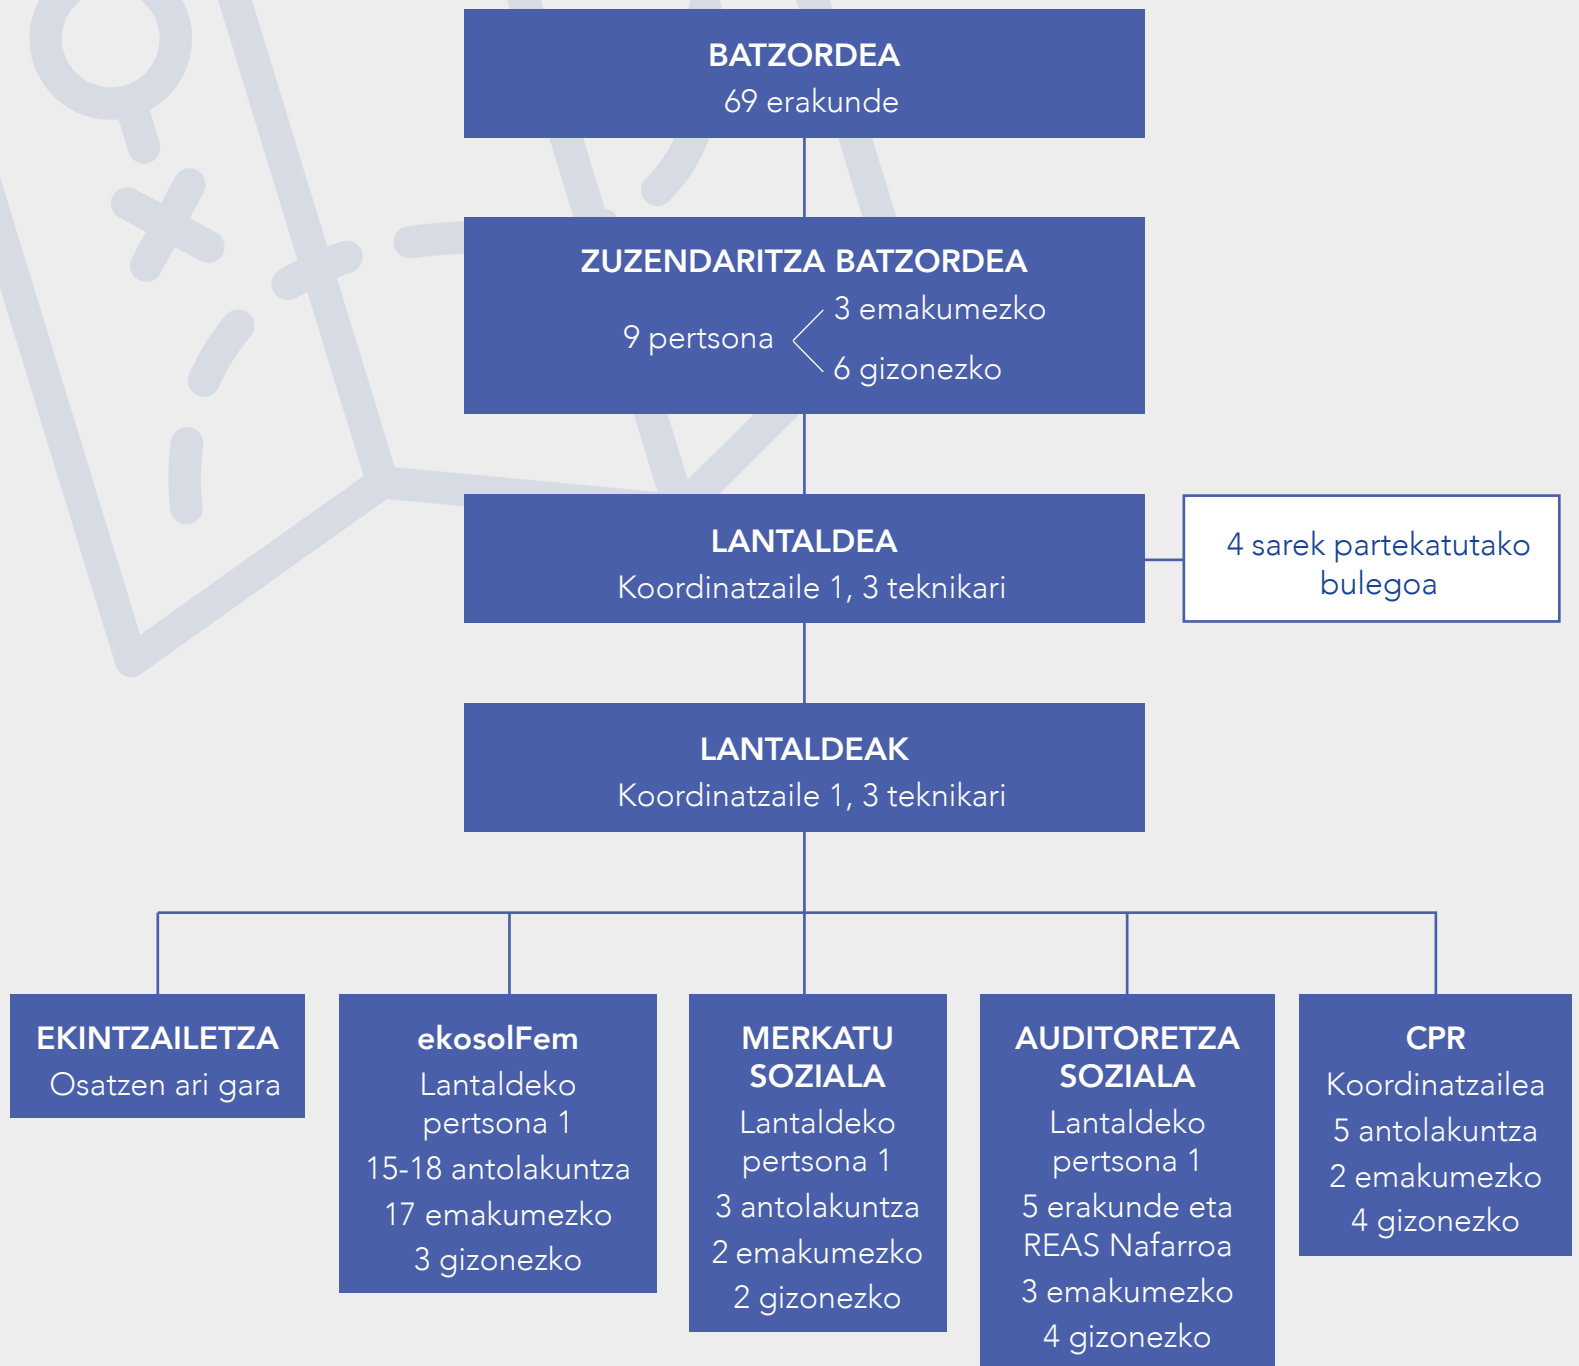 BATZORDEA
69 erakunde
ZUZENDARITZA BATZORDEA
9 pertsona
3 emakumezko
6 gizonezko
LANTALDEA
Koordinatzaile 1, 3 teknikari
4 sarek partekatutako
bulegoa
LANTALDEAK
Koordinatzaile 1, 3 teknikari
EKINTZAILETZA
Osatzen ari gara
ekosolFem
Lantaldeko
pertsona 1
15-18 antolakuntza
17 emakumezko
3 gizonezko
MERKATU
SOZIALA
Lantaldeko
pertsona 1
3 antolakuntza
2 emakumezko
2 gizonezko
AUDITORETZA
SOZIALA
Lantaldeko
pertsona 1
5 erakunde eta
REAS Nafarroa
3 emakumezko
4 gizonezko
CPR
Koordinatzailea
5 antolakuntza
2 emakumezko
4 gizonezko